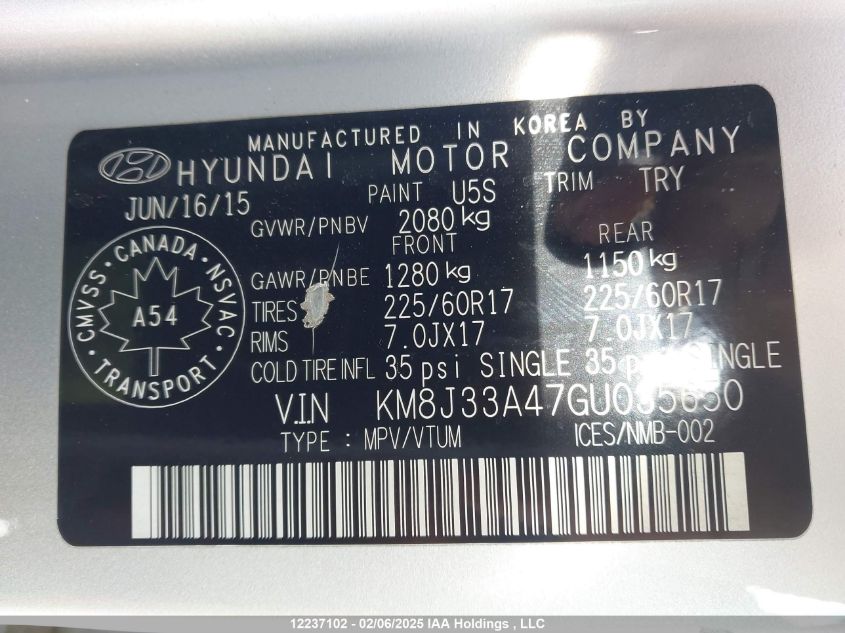 MANUFACTURED IN KOREA BY
HYUNDAI MOTOR COMPANY
JUN/16/15 PAINT U5S TRIM TRY
GVWR/PNBV 2080 kg
FRONT REAR
GAWR/PNBE 1280 kg 1150 kg
TIRES 225/60R17 225/60R17
RIMS 7.0JX17 7.0JX17
COLD TIRE INFL 35 psi SINGLE 35 psi SINGLE
V.I.N
TYPE : MPV/VTUM ICES/NMB-002
CMVSS · CANADA · NSVAC
A54
TRANSPORT
12237102 - 02/06/2025 IAA Holdings , LLC